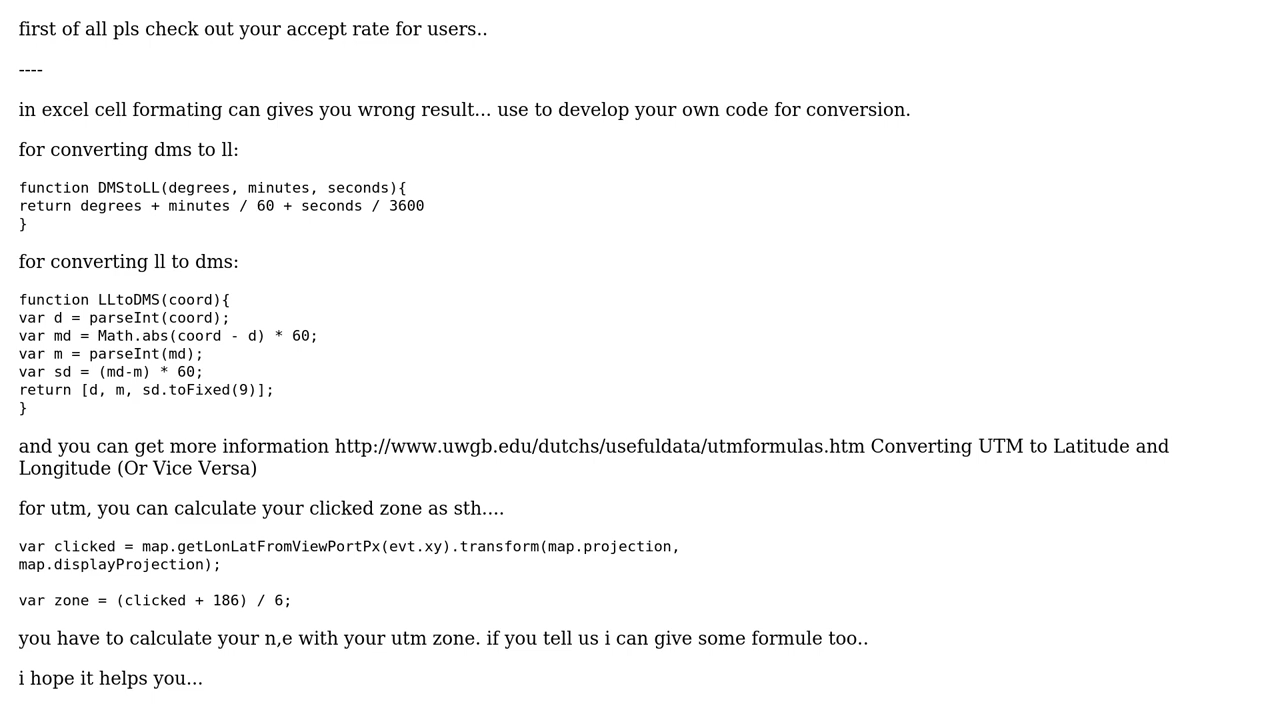 first of all pls check out your accept rate for users..
----
in excel cell formating can gives you wrong result... use to develop your own code for conversion.
for converting dms to ll:
function DMStoLL(degrees, minutes, seconds){
return degrees + minutes / 60 + seconds / 3600
}
for converting ll to dms:
function LLtoDMS(coord){
var d = parseInt(coord);
var md = Math.abs(coord - d) * 60;
var m = parseInt(md);
var sd = (md-m) * 60;
return [d, m, sd.toFixed(9)];
}
and you can get more information http://www.uwgb.edu/dutchs/usefuldata/utmformulas.htm Converting UTM to Latitude and
Longitude (Or Vice Versa)
for utm, you can calculate your clicked zone as sth....
var clicked = map.getLonLatFromViewPortPx(evt.xy).transform(map.projection,
map.displayProjection);
var zone = (clicked + 186) / 6;
you have to calculate your n,e with your utm zone. if you tell us i can give some formule too..
i hope it helps you...